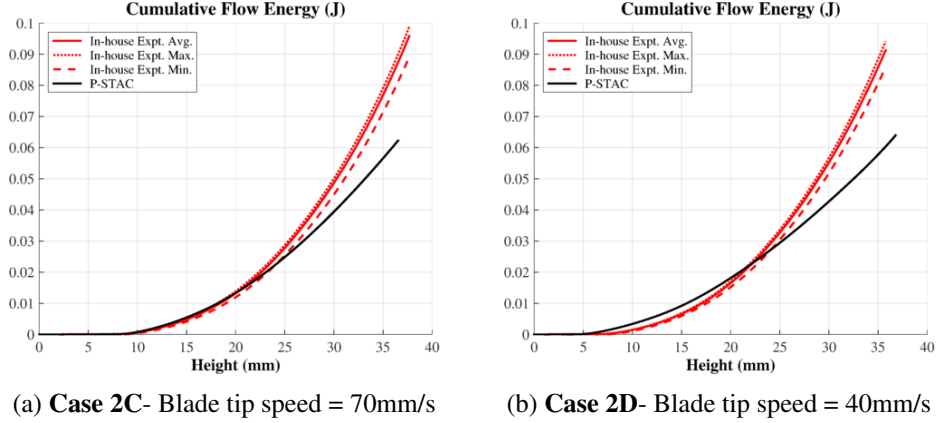 Cumulative Flow Energy (J)
0.1
0.09
0.08
0.07
0.06
0.05
0.04
0.03
0.02
0.01
0
In-house Expt. Avg.
In-house Expt. Max.
In-house Expt. Min.
P-STAC
0 5 10 15 20 25 30 35 40
Height (mm)
(a) Case 2C- Blade tip speed = 70mm/s
Cumulative Flow Energy (J)
0.1
0.09
0.08
0.07
0.06
0.05
0.04
0.03
0.02
0.01
0
In-house Expt. Avg.
In-house Expt. Max.
In-house Expt. Min.
P-STAC
0 5 10 15 20 25 30 35 40
Height (mm)
(b) Case 2D- Blade tip speed = 40mm/s